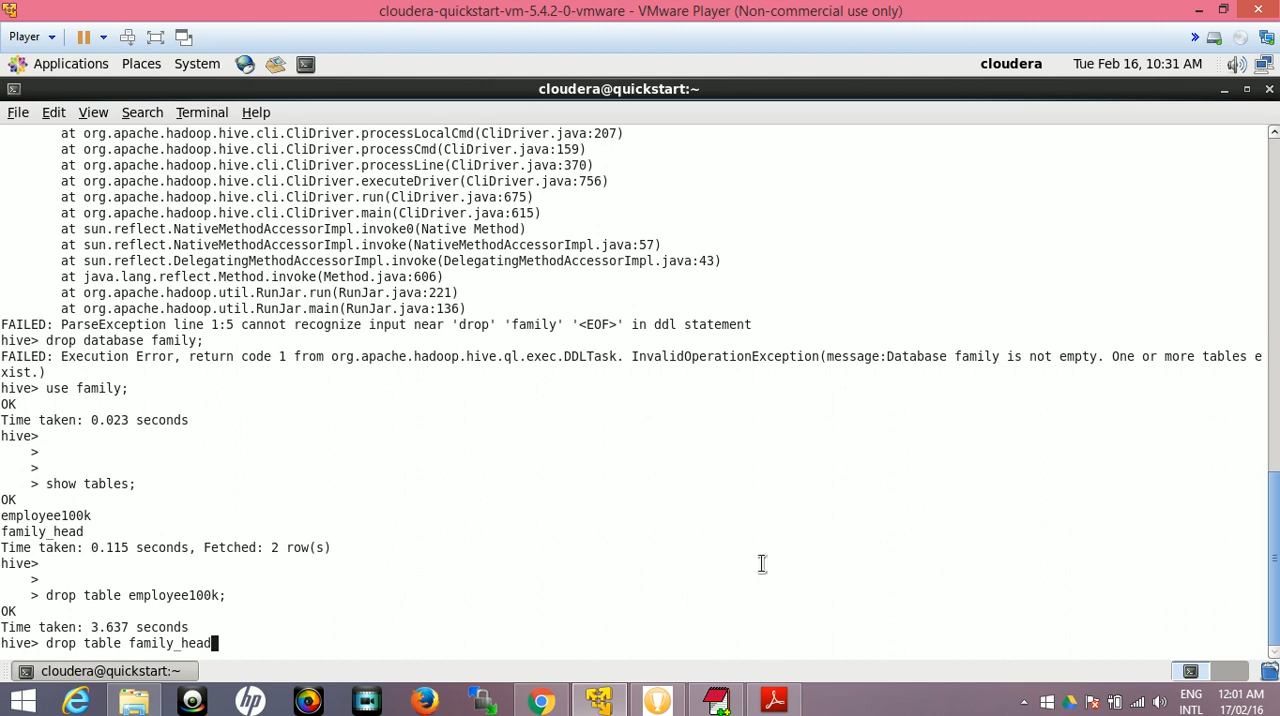 cloudera-quickstart-vm-5.4.2-0-vmware - VMware Player (Non-commercial use only)
Player
Applications Places System cloudera Tue Feb 16, 10:31 AM
cloudera@quickstart:~
File Edit View Search Terminal Help
at org.apache.hadoop.hive.cli.CliDriver.processLocalCmd(CliDriver.java:207)
at org.apache.hadoop.hive.cli.CliDriver.processCmd(CliDriver.java:159)
at org.apache.hadoop.hive.cli.CliDriver.processLine(CliDriver.java:370)
at org.apache.hadoop.hive.cli.CliDriver.executeDriver(CliDriver.java:756)
at org.apache.hadoop.hive.cli.CliDriver.run(CliDriver.java:675)
at org.apache.hadoop.hive.cli.CliDriver.main(CliDriver.java:615)
at sun.reflect.NativeMethodAccessorImpl.invoke0(Native Method)
at sun.reflect.NativeMethodAccessorImpl.invoke(NativeMethodAccessorImpl.java:57)
at sun.reflect.DelegatingMethodAccessorImpl.invoke(DelegatingMethodAccessorImpl.java:43)
at java.lang.reflect.Method.invoke(Method.java:606)
at org.apache.hadoop.util.RunJar.run(RunJar.java:221)
at org.apache.hadoop.util.RunJar.main(RunJar.java:136)
FAILED: ParseException line 1:5 cannot recognize input near 'drop' 'family' '<EOF>' in ddl statement
hive> drop database family;
FAILED: Execution Error, return code 1 from org.apache.hadoop.hive.ql.exec.DDLTask. InvalidOperationException(message:Database family is not empty. One or more tables e
xist.)
hive> use family;
OK
Time taken: 0.023 seconds
hive>
>
>
> show tables;
OK
employee100k
family_head
Time taken: 0.115 seconds, Fetched: 2 row(s)
hive>
>
> drop table employee100k;
OK
Time taken: 3.637 seconds
hive> drop table family_head
cloudera@quickstart:~
ENG 12:01 AM
INTL 17/02/16